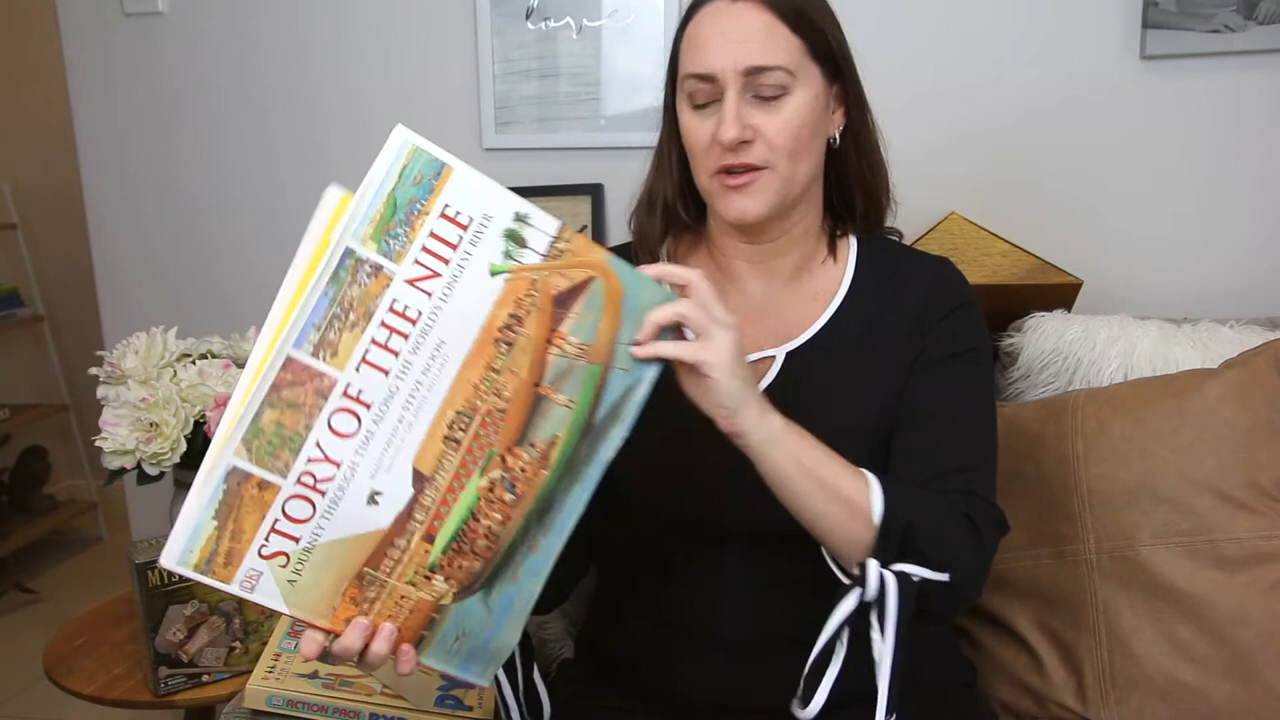 love
STORY OF THE NILE
A JOURNEY THROUGH TIME ALONG THE WORLD'S LONGEST RIVER
ILLUSTRATED BY STEVE NOON
DK
ACTION PACK